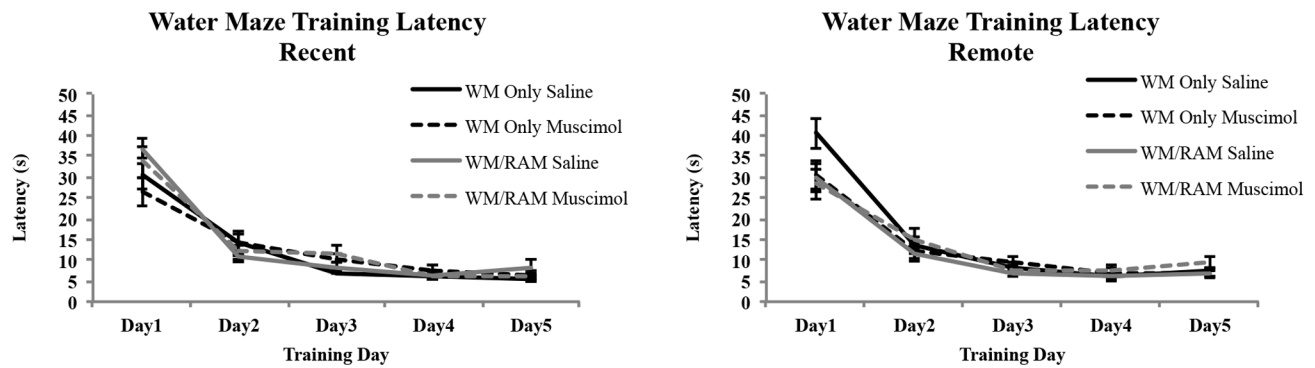 Water Maze Training Latency
Recent
WM Only Saline
WM Only Muscimol
WM/RAM Saline
WM/RAM Muscimol
Latency (s)
50
45
40
35
30
25
20
15
10
5
0
Day1 Day2 Day3 Day4 Day5
Training Day
Water Maze Training Latency
Remote
WM Only Saline
WM Only Muscimol
WM/RAM Saline
WM/RAM Muscimol
Latency (s)
50
45
40
35
30
25
20
15
10
5
0
Day1 Day2 Day3 Day4 Day5
Training Day